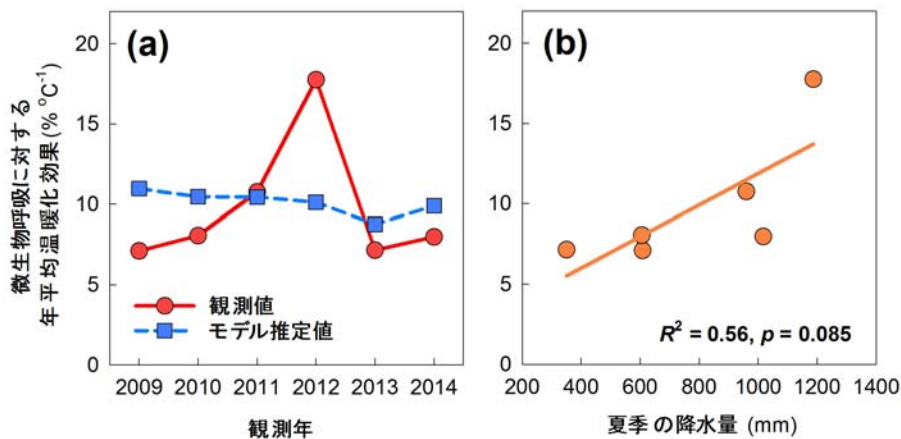 微生物呼吸に対する
年平均温暖化効果(% ℃⁻¹)
(a)
20
15
10
5
0
観測値
モデル推定値
2009 2010 2011 2012 2013 2014
観測年
(b)
20
15
10
5
0
R² = 0.56, p = 0.085
200 400 600 800 1000 1200 1400
夏季の降水量 (mm)